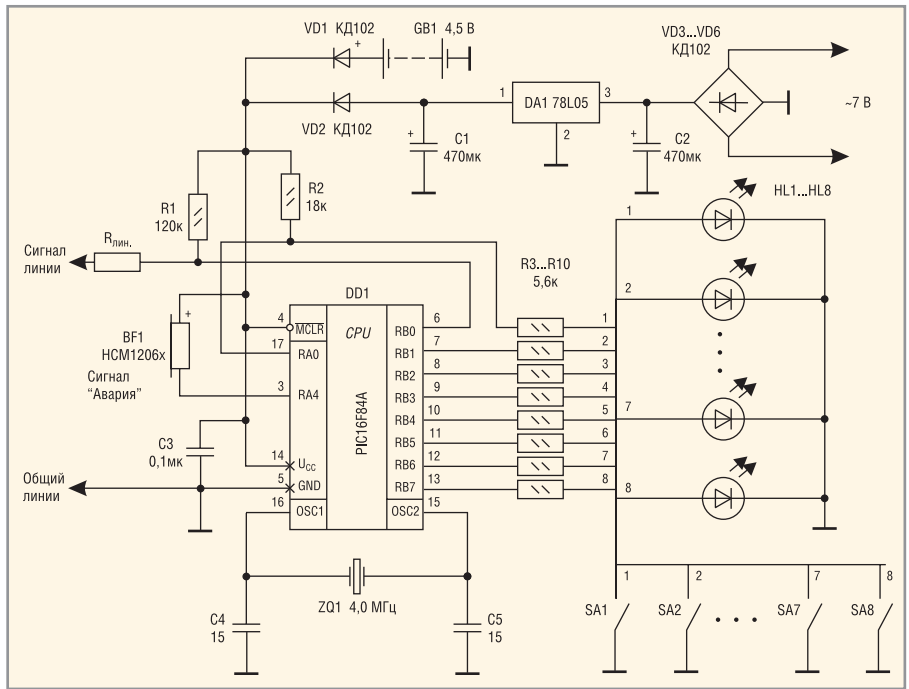 VD1 КД102
+
GB1 4,5 В
VD3...VD6
КД102
1
DA1 78L05
3
2
~7 В
VD2 КД102
+
C1
470мк
+
C2
470мк
R1
120к
R2
18к
HL1...HL8
1
2
7
8
Сигнал
линии
Rлин.
R3...R10
5,6к
BF1
HCM1206x
+
Сигнал
“Авария”
DD1
CPU
PIC16F84A
4
MCLR
17
RA0
3
RA4
14
UCC
5
GND
16
OSC1
RB0
6
RB1
7
RB2
8
RB3
9
RB4
10
RB5
11
RB6
12
RB7
13
OSC2
15
1
2
3
4
5
6
7
8
C3
0,1мк
Общий
линии
ZQ1 4,0 МГц
C4
15
C5
15
1
2
7
8
SA1
SA2
SA7
SA8